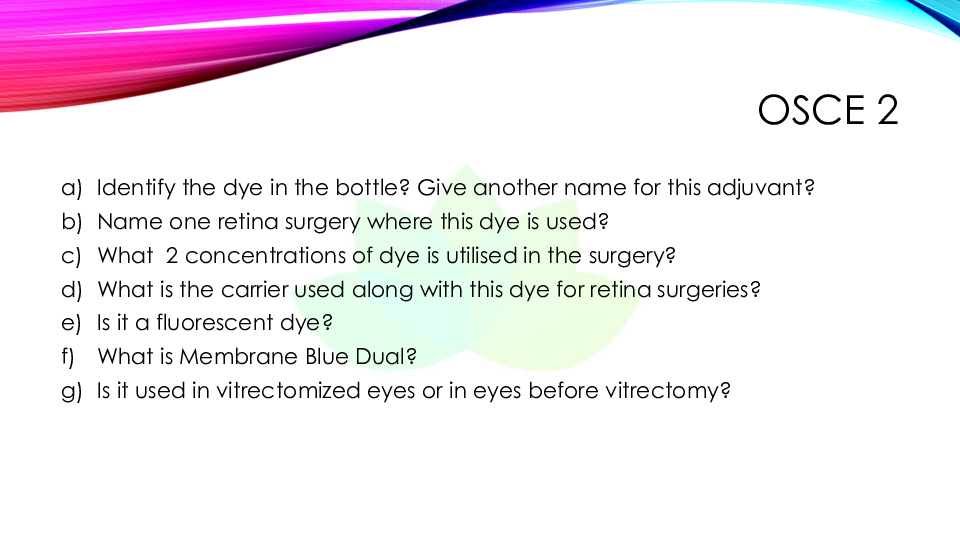 OSCE 2
a) Identify the dye in the bottle? Give another name for this adjuvant?
b) Name one retina surgery where this dye is used?
c) What 2 concentrations of dye is utilised in the surgery?
d) What is the carrier used along with this dye for retina surgeries?
e) Is it a fluorescent dye?
f) What is Membrane Blue Dual?
g) Is it used in vitrectomized eyes or in eyes before vitrectomy?